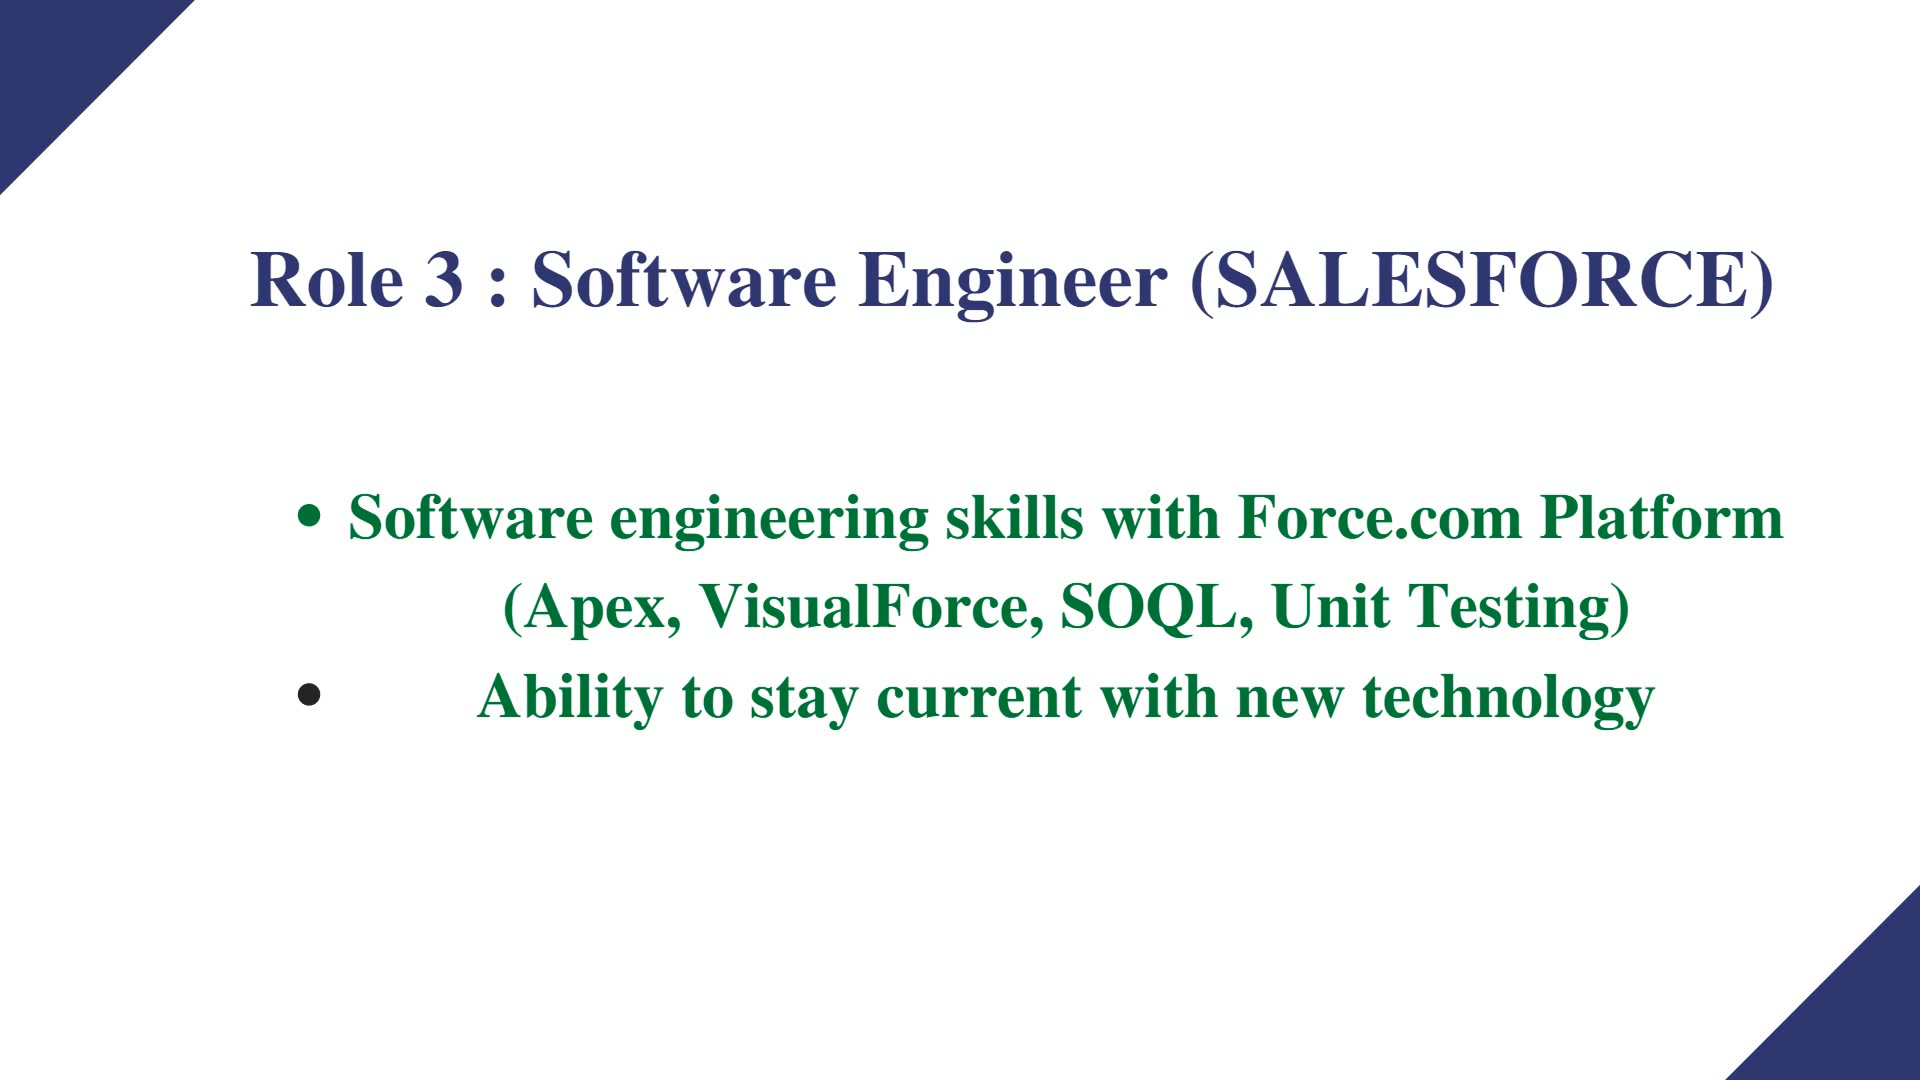 Role 3 : Software Engineer (SALESFORCE)
• Software engineering skills with Force.com Platform
(Apex, VisualForce, SOQL, Unit Testing)
• Ability to stay current with new technology